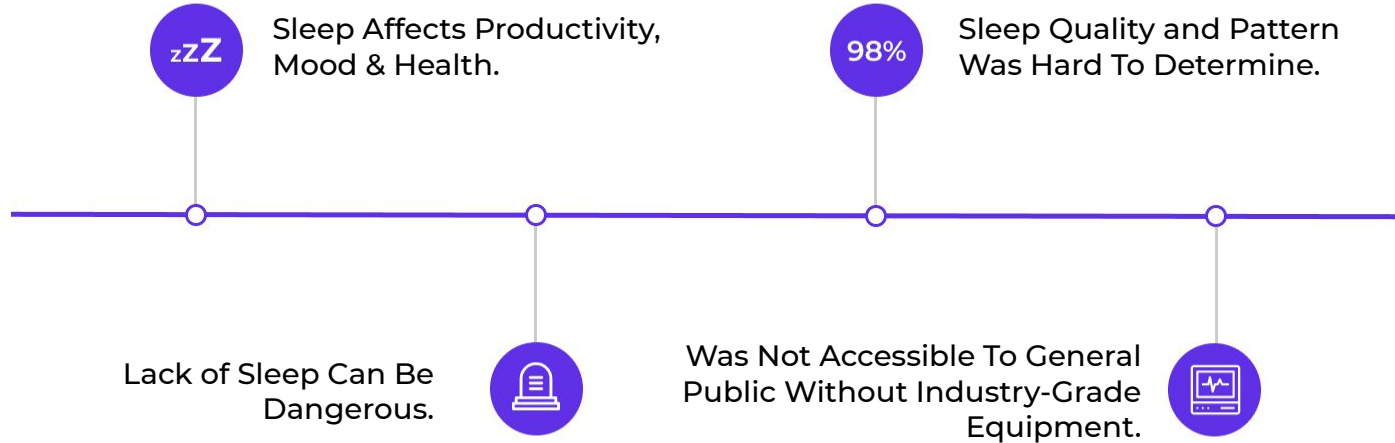 zzZ
Sleep Affects Productivity,
Mood & Health.
98%
Sleep Quality and Pattern
Was Hard To Determine.
Lack of Sleep Can Be
Dangerous.
Was Not Accessible To General
Public Without Industry-Grade
Equipment.